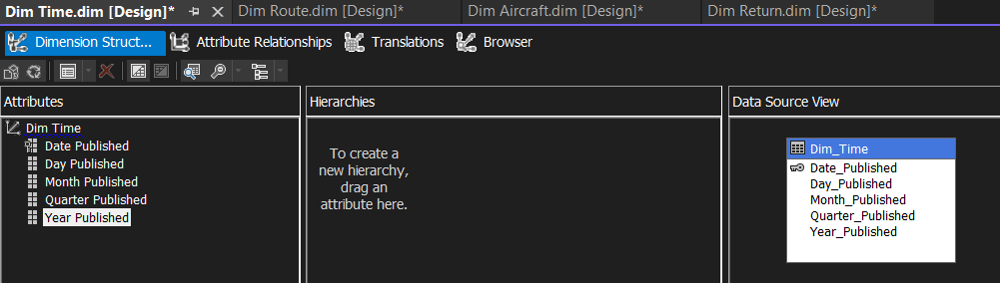 Dim Time.dim [Design]* Dim Route.dim [Design]* Dim Aircraft.dim [Design]* Dim Return.dim [Design]*
Dimension Struct... Attribute Relationships Translations Browser
Attributes
Dim Time
Date Published
Day Published
Month Published
Quarter Published
Year Published
Hierarchies
To create a
new hierarchy,
drag an
attribute here.
Data Source View
Dim_Time
Date_Published
Day_Published
Month_Published
Quarter_Published
Year_Published